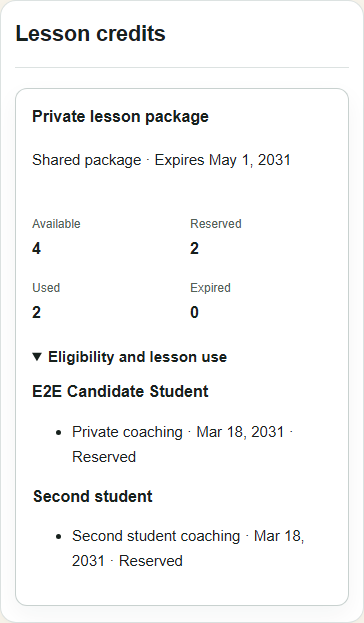 Lesson credits
Private lesson package
Shared package · Expires May 1, 2031
Available
Reserved
4
2
Used
Expired
2
0
▼ Eligibility and lesson use
E2E Candidate Student
• Private coaching · Mar 18, 2031 ·
Reserved
Second student
• Second student coaching · Mar 18,
2031 · Reserved